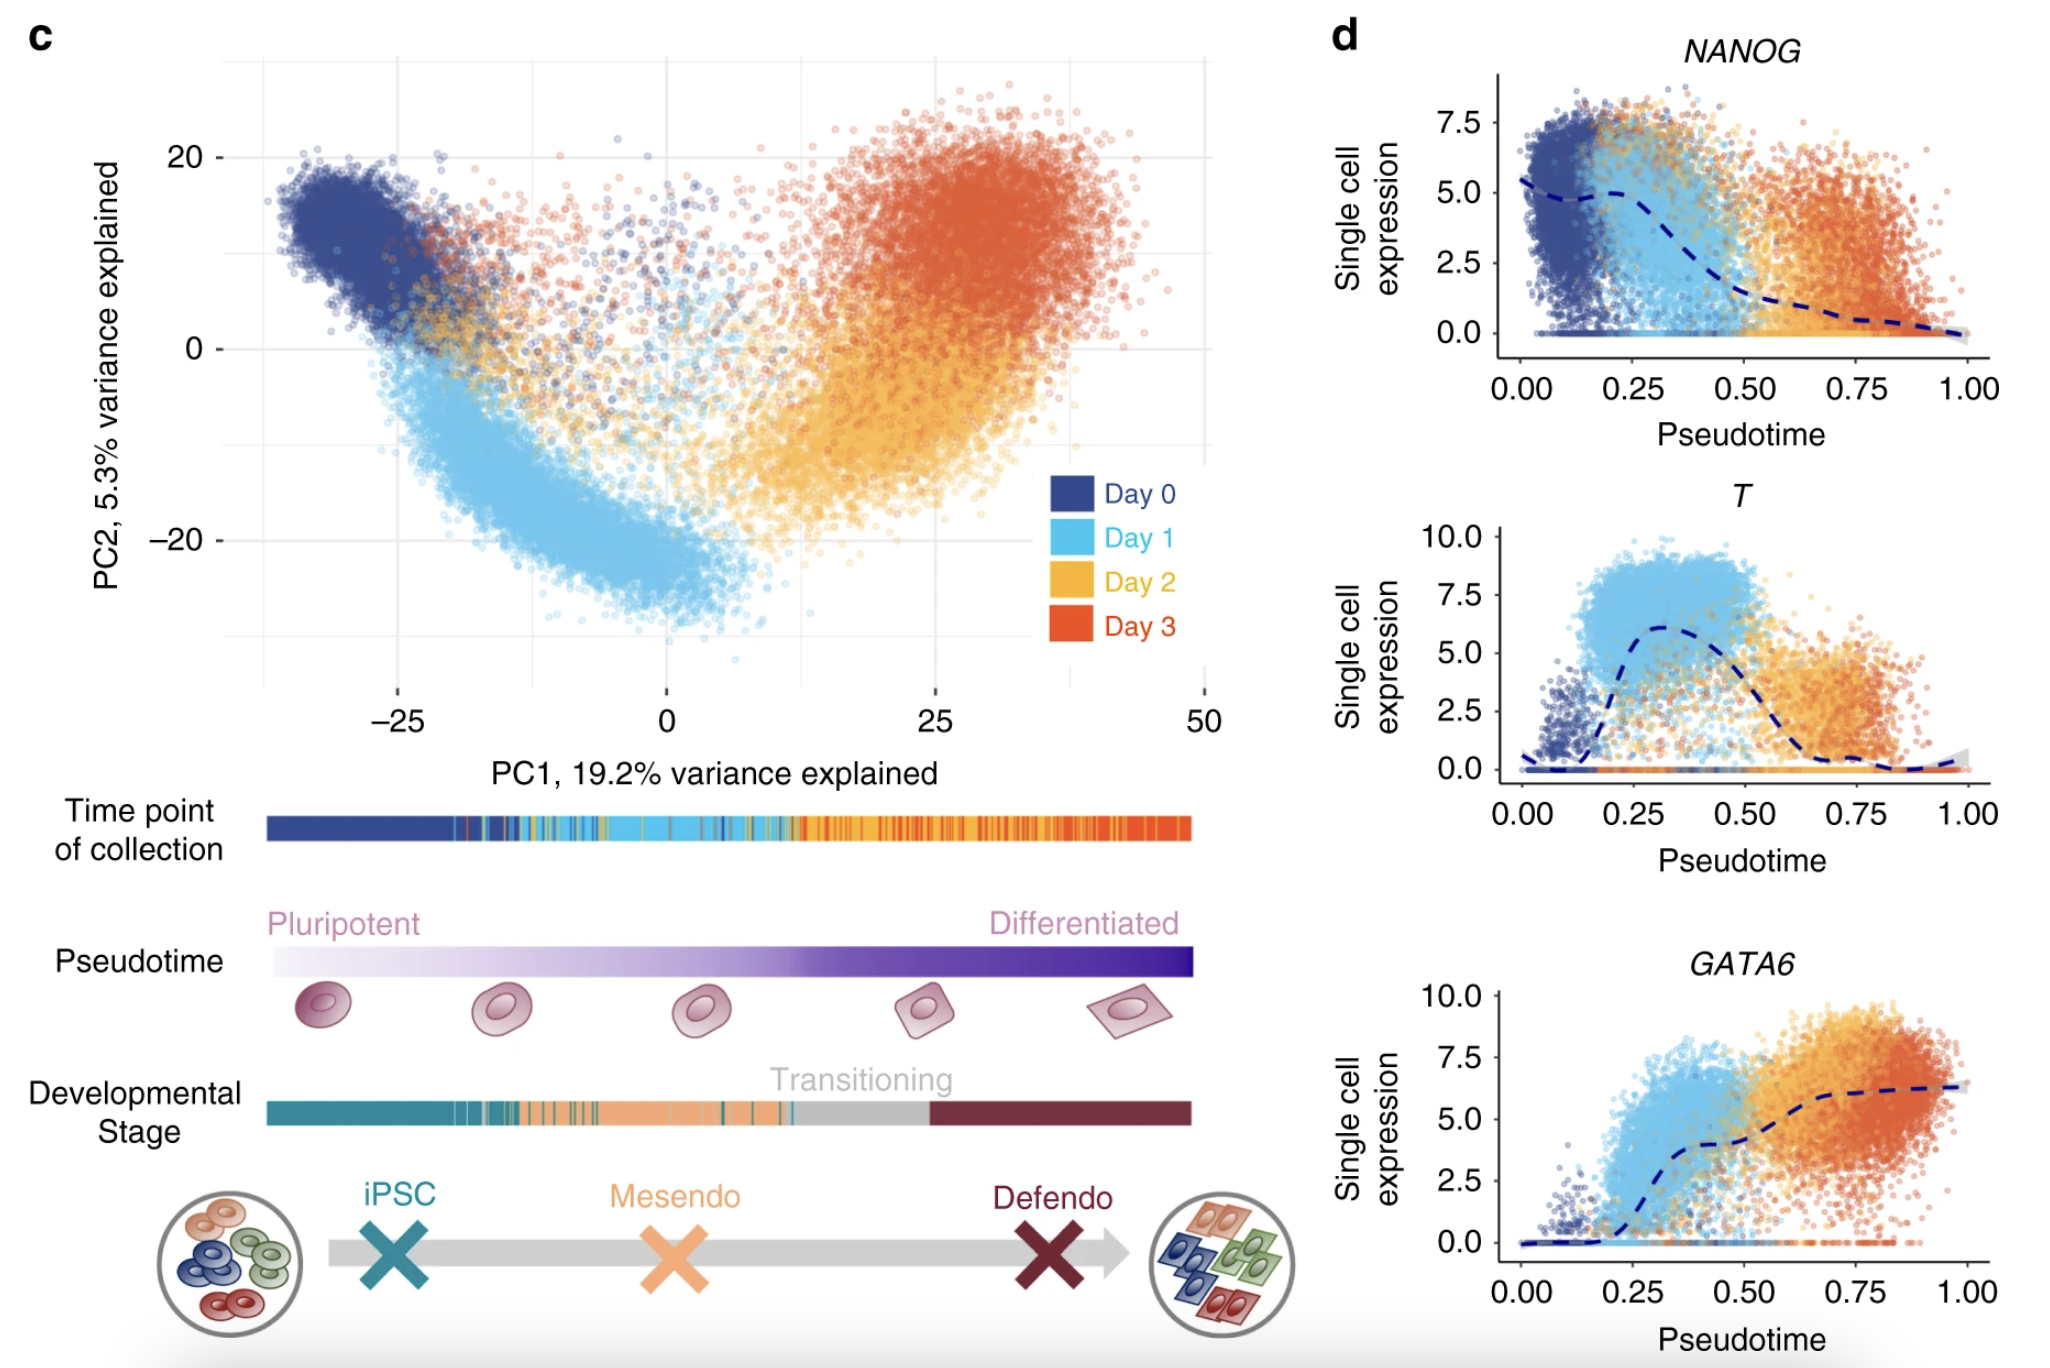 c
PC2, 5.3% variance explained
20
0
−20
−25
0
25
50
PC1, 19.2% variance explained
Day 0
Day 1
Day 2
Day 3
Time point
of collection
Pluripotent
Differentiated
Pseudotime
Transitioning
Developmental
Stage
iPSC
Mesendo
Defendo
d
NANOG
Single cell
expression
7.5
5.0
2.5
0.0
0.00
0.25
0.50
0.75
1.00
Pseudotime
T
Single cell
expression
10.0
7.5
5.0
2.5
0.0
0.00
0.25
0.50
0.75
1.00
Pseudotime
GATA6
Single cell
expression
10.0
7.5
5.0
2.5
0.0
0.00
0.25
0.50
0.75
1.00
Pseudotime